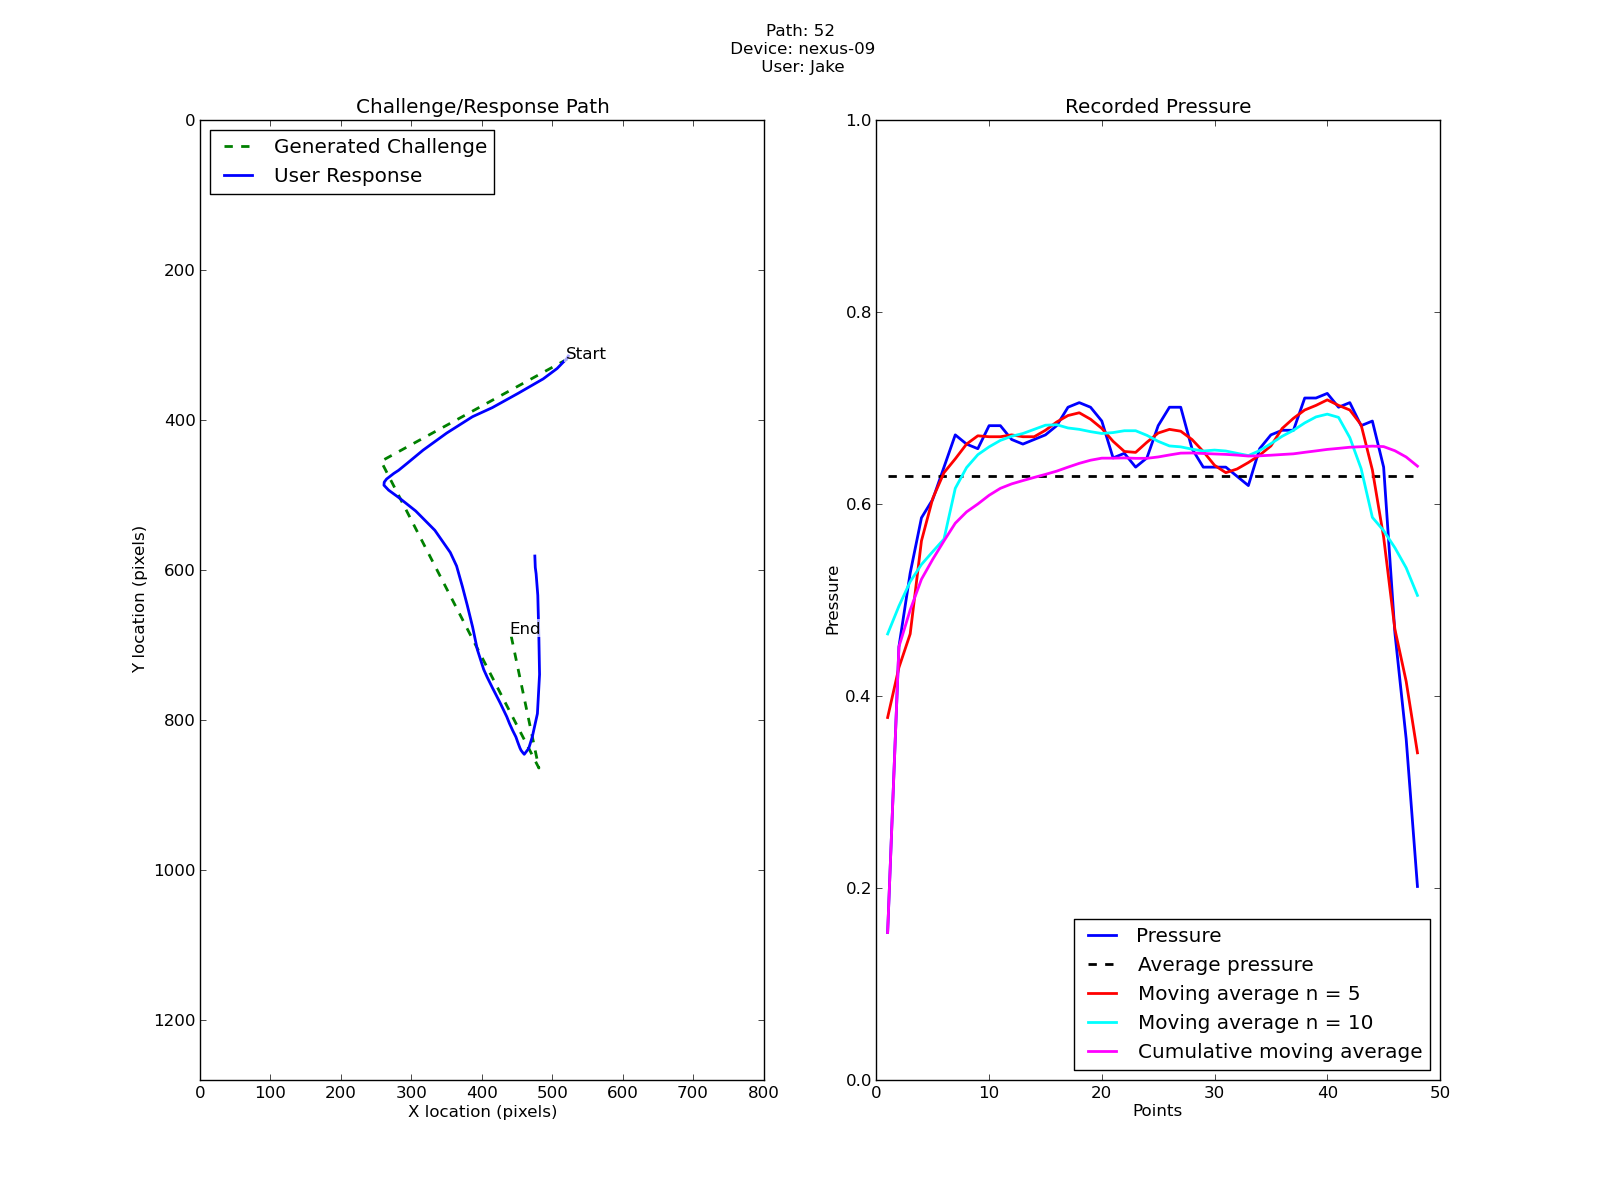 Path: 52
Device: nexus-09
User: Jake
Challenge/Response Path
Generated Challenge
User Response
Start
End
0
200
400
600
800
1000
1200
Y location (pixels)
0 100 200 300 400 500 600 700 800
X location (pixels)
Recorded Pressure
1.0
0.8
0.6
0.4
0.2
0.0
Pressure
Pressure
Average pressure
Moving average n = 5
Moving average n = 10
Cumulative moving average
0 10 20 30 40 50
Points